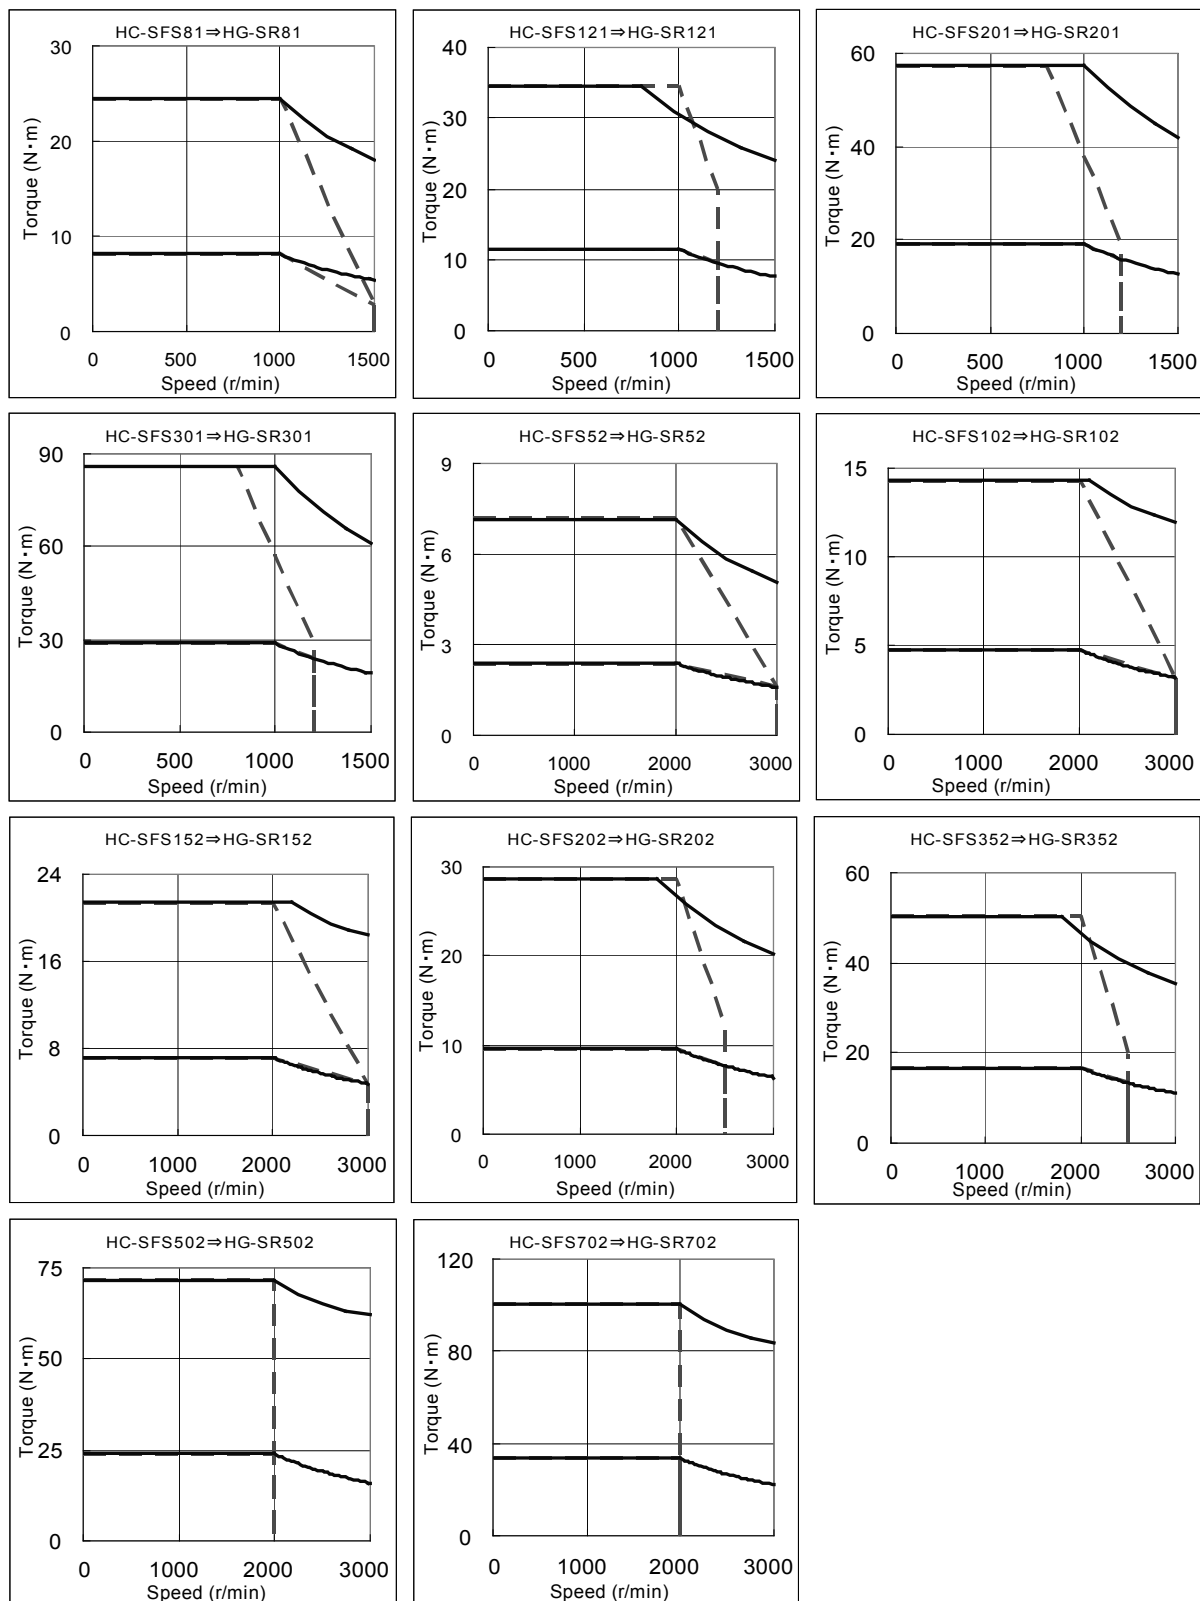 HC-SFS81⇒HG-SR81
Torque (N・m)
30
20
10
0
0 500 1000 1500
Speed (r/min)
HC-SFS121⇒HG-SR121
Torque (N・m)
40
30
20
10
0
0 500 1000 1500
Speed (r/min)
HC-SFS201⇒HG-SR201
Torque (N・m)
60
40
20
0
0 500 1000 1500
Speed (r/min)
HC-SFS301⇒HG-SR301
Torque (N・m)
90
60
30
0
0 500 1000 1500
Speed (r/min)
HC-SFS52⇒HG-SR52
Torque (N・m)
9
6
3
0
0 1000 2000 3000
Speed (r/min)
HC-SFS102⇒HG-SR102
Torque (N・m)
15
10
5
0
0 1000 2000 3000
Speed (r/min)
HC-SFS152⇒HG-SR152
Torque (N・m)
24
16
8
0
0 1000 2000 3000
Speed (r/min)
HC-SFS202⇒HG-SR202
Torque (N・m)
30
20
10
0
0 1000 2000 3000
Speed (r/min)
HC-SFS352⇒HG-SR352
Torque (N・m)
60
40
20
0
0 1000 2000 3000
Speed (r/min)
HC-SFS502⇒HG-SR502
Torque (N・m)
75
50
25
0
0 1000 2000 3000
Speed (r/min)
HC-SFS702⇒HG-SR702
Torque (N・m)
120
80
40
0
0 1000 2000 3000
Speed (r/min)